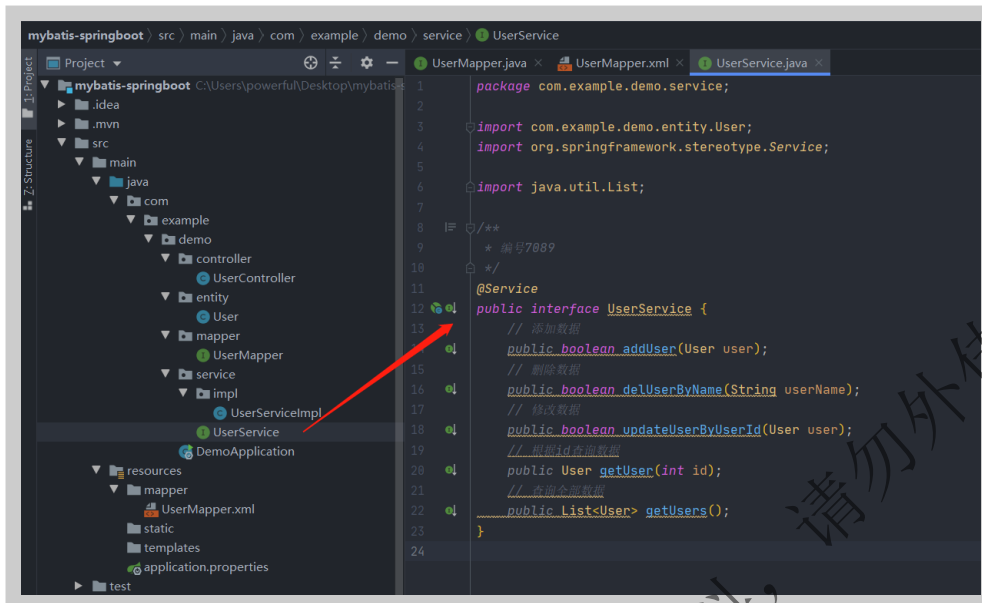 mybatis-springboot 〉 src 〉 main 〉 java 〉 com 〉 example 〉 demo 〉 service 〉 UserService
Project
UserMapper.java × UserMapper.xml × UserService.java ×
1: Project
Z: Structure
mybatis-springboot C:\Users\powerful\Desktop\mybatis-s
.idea
.mvn
src
main
java
com
example
demo
controller
UserController
entity
User
mapper
UserMapper
service
impl
UserServiceImpl
UserService
DemoApplication
resources
mapper
UserMapper.xml
static
templates
application.properties
test
1 package com.example.demo.service;
2
3 import com.example.demo.entity.User;
4 import org.springframework.stereotype.Service;
5
6 import java.util.List;
7
8 /**
9 * 编号7089
10 */
11 @Service
12 public interface UserService {
13 // 添加数据
public boolean addUser(User user);
15 // 删除数据
16 public boolean delUserByName(String userName);
17 // 修改数据
18 public boolean updateUserByUserId(User user);
19 // 根据id查询数据
20 public User getUser(int id);
21 // 查询全部数据
22 public List<User> getUsers();
23 }
24
请勿外